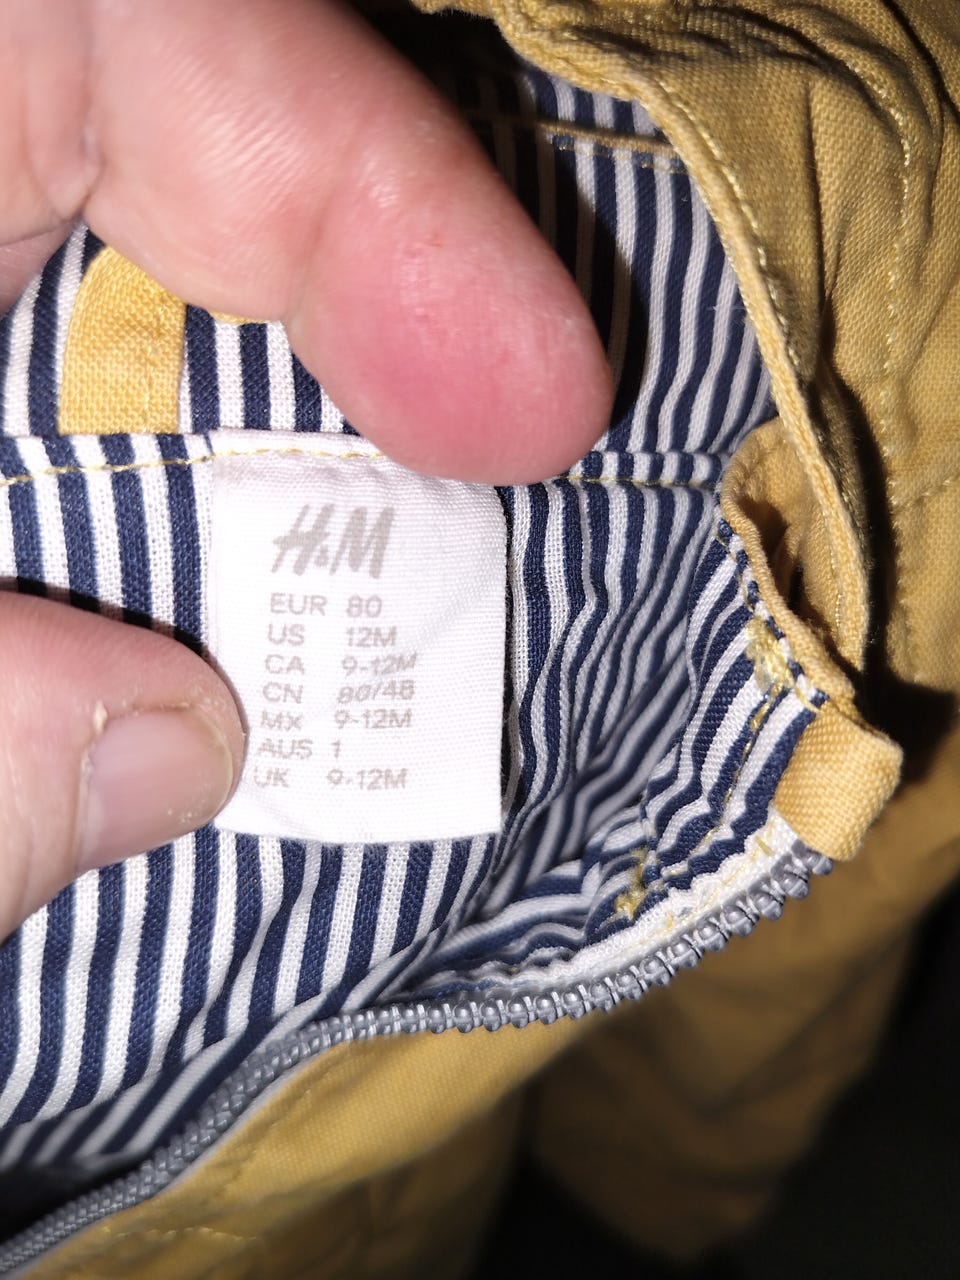 H&M
EUR 80
US 12M
CA 9-12M
CN 80/48
MX 9-12M
AUS 1
UK 9-12M